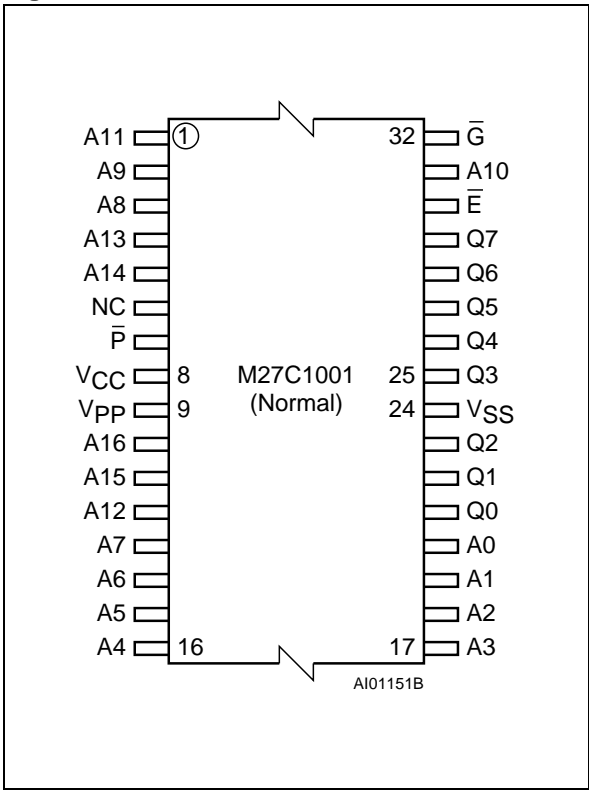 A11 ① 32 G̅
A9 A10
A8 E̅
A13 Q7
A14 Q6
NC Q5
P̅ Q4
VCC 8 M27C1001 25 Q3
VPP 9 (Normal) 24 VSS
A16 Q2
A15 Q1
A12 Q0
A7 A0
A6 A1
A5 A2
A4 16 17 A3
AI01151B